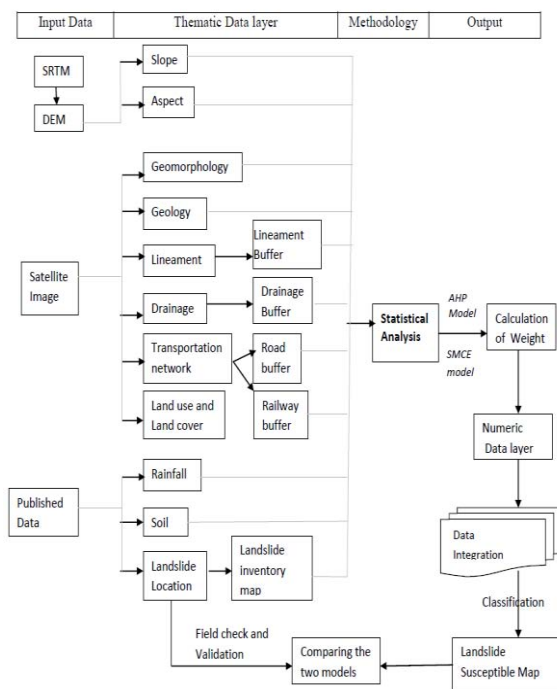 Input Data Thematic Data layer Methodology Output
SRTM
DEM
Slope
Aspect
Satellite
Image
Geomorphology
Geology
Lineament
Lineament
Buffer
Drainage
Drainage
Buffer
Transportation
network
Road
buffer
Railway
buffer
Land use and
Land cover
Published
Data
Rainfall
Soil
Landslide
Location
Landslide
inventory
map
Statistical
Analysis
AHP
Model
SMCE
model
Calculation
of Weight
Numeric
Data layer
Data
Integration
Classification
Landslide
Susceptible Map
Comparing the
two models
Field check and
Validation